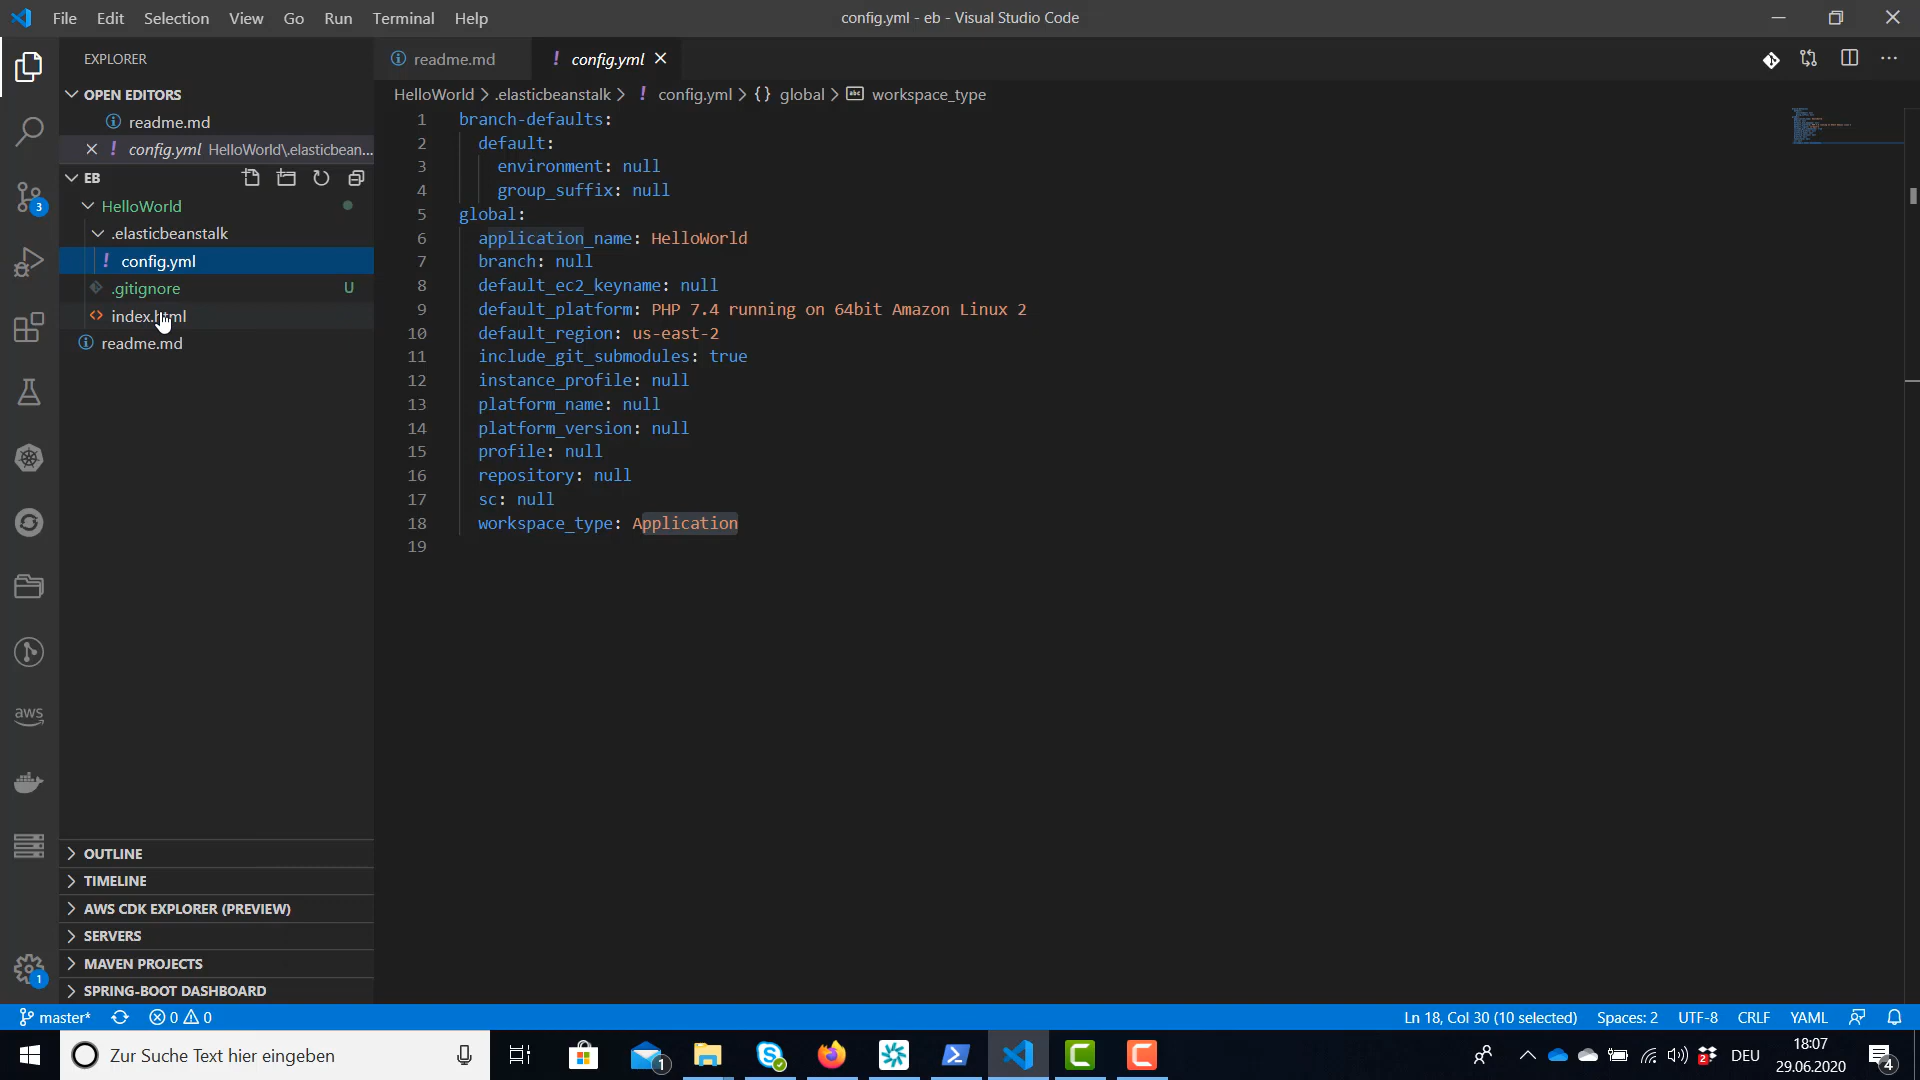 File Edit Selection View Go Run Terminal Help
config.yml - eb - Visual Studio Code
EXPLORER
OPEN EDITORS
readme.md
config.yml HelloWorld\.elasticbean...
EB
HelloWorld
.elasticbeanstalk
config.yml
.gitignore U
index.html
readme.md
OUTLINE
TIMELINE
AWS CDK EXPLORER (PREVIEW)
SERVERS
MAVEN PROJECTS
SPRING-BOOT DASHBOARD
3
aws
1
readme.md
config.yml
HelloWorld > .elasticbeanstalk > ! config.yml > {} global > abc workspace_type
1 branch-defaults:
2 default:
3 environment: null
4 group_suffix: null
5 global:
6 application_name: HelloWorld
7 branch: null
8 default_ec2_keyname: null
9 default_platform: PHP 7.4 running on 64bit Amazon Linux 2
10 default_region: us-east-2
11 include_git_submodules: true
12 instance_profile: null
13 platform_name: null
14 platform_version: null
15 profile: null
16 repository: null
17 sc: null
18 workspace_type: Application
19
master* 0 0
Ln 18, Col 30 (10 selected) Spaces: 2 UTF-8 CRLF YAML
Zur Suche Text hier eingeben
1
2
DEU
18:07
29.06.2020
4